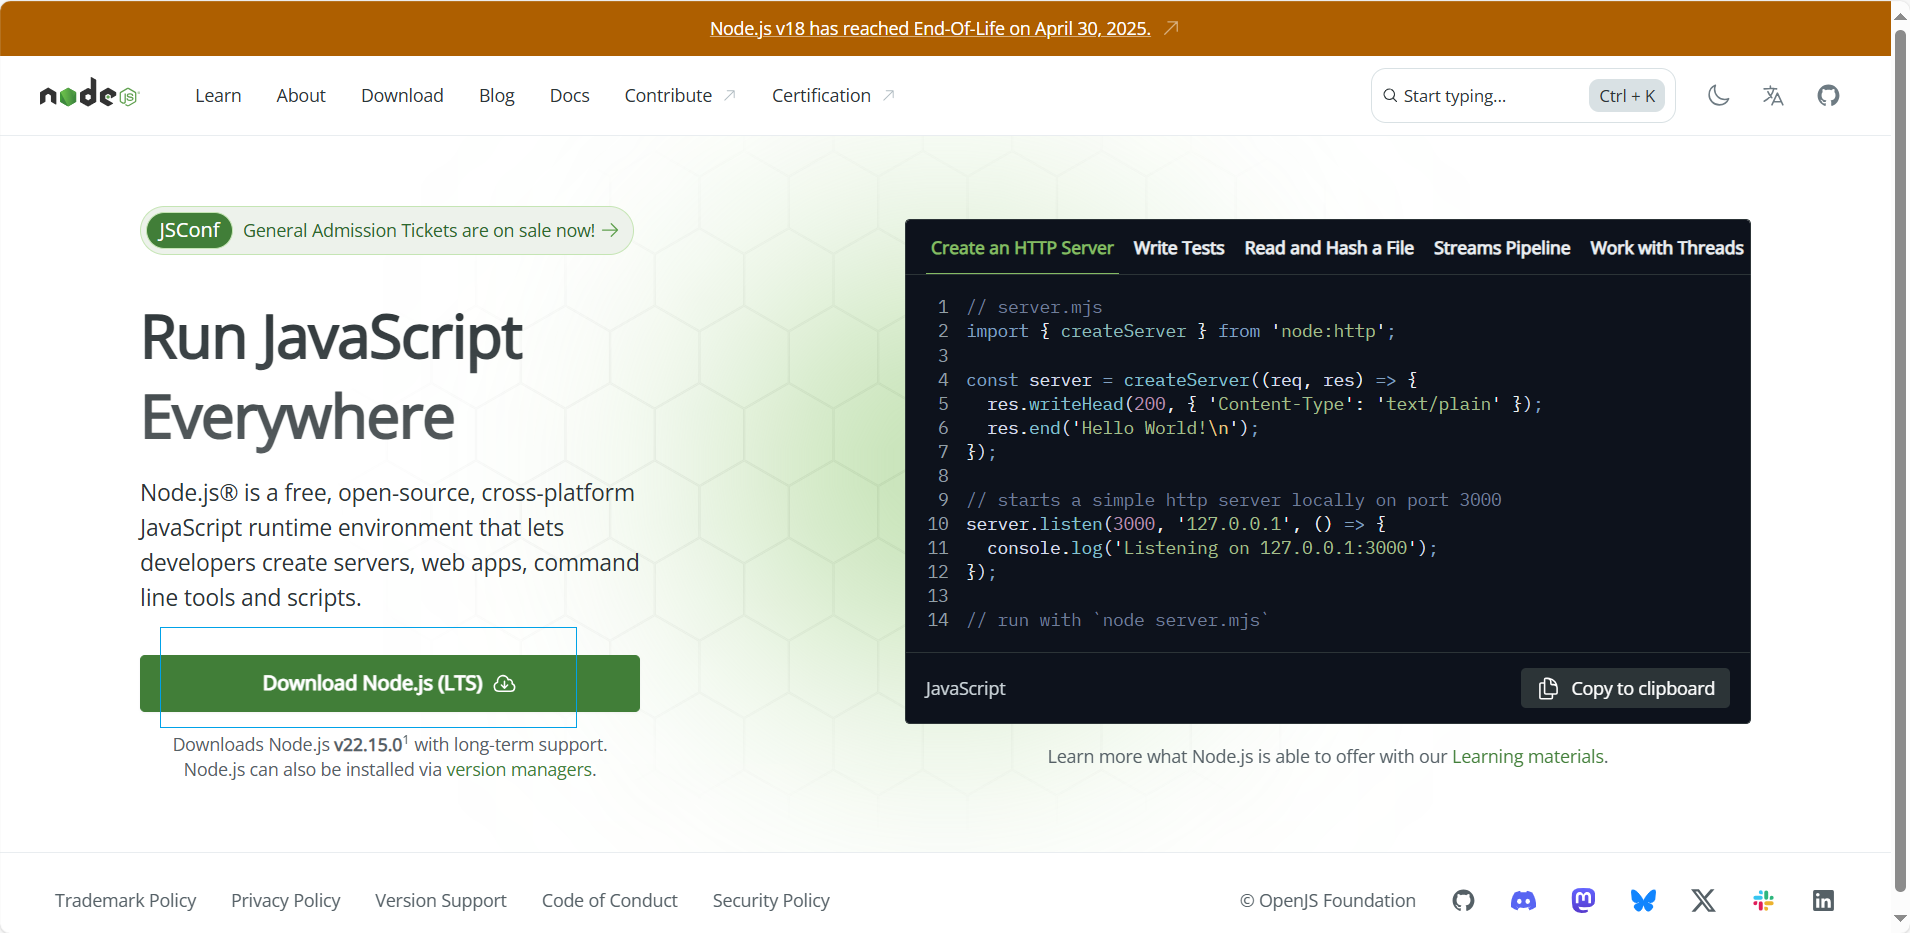 Node.js v18 has reached End-Of-Life on April 30, 2025.
node JS
Learn About Download Blog Docs Contribute Certification
Start typing... Ctrl + K
JSConf General Admission Tickets are on sale now!
Run JavaScript
Everywhere
Node.js® is a free, open-source, cross-platform
JavaScript runtime environment that lets
developers create servers, web apps, command
line tools and scripts.
Download Node.js (LTS)
Downloads Node.js v22.15.0¹ with long-term support.
Node.js can also be installed via version managers.
Create an HTTP Server Write Tests Read and Hash a File Streams Pipeline Work with Threads
1 // server.mjs
2 import { createServer } from 'node:http';
3
4 const server = createServer((req, res) => {
5   res.writeHead(200, { 'Content-Type': 'text/plain' });
6   res.end('Hello World!\n');
7 });
8
9 // starts a simple http server locally on port 3000
10 server.listen(3000, '127.0.0.1', () => {
11   console.log('Listening on 127.0.0.1:3000');
12 });
13
14 // run with `node server.mjs`
JavaScript Copy to clipboard
Learn more what Node.js is able to offer with our Learning materials.
Trademark Policy Privacy Policy Version Support Code of Conduct Security Policy © OpenJS Foundation